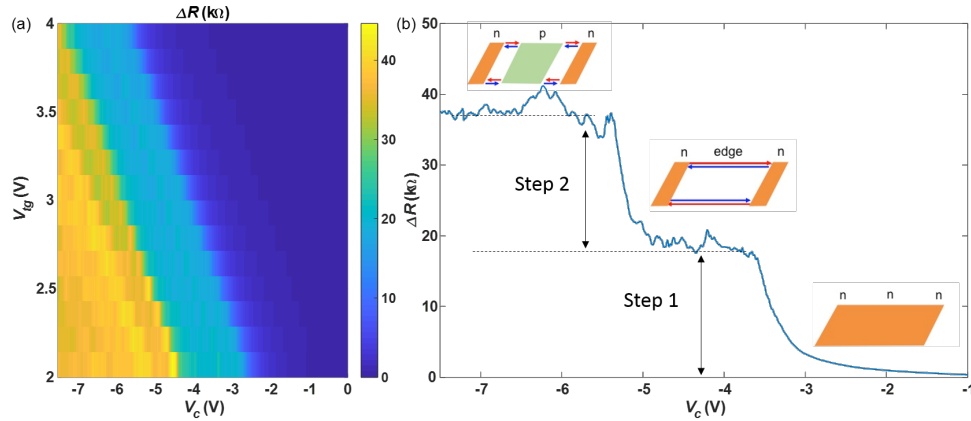 (a)
ΔR (kΩ)
4
3.5
3
2.5
2
V_tg (V)
-7
-6
-5
-4
-3
-2
-1
0
V_c (V)
40
30
20
10
0
(b)
50
40
30
20
10
0
ΔR (kΩ)
n p n
n edge n
n n n
Step 2
Step 1
-7
-6
-5
-4
-3
-2
-1
V_c (V)